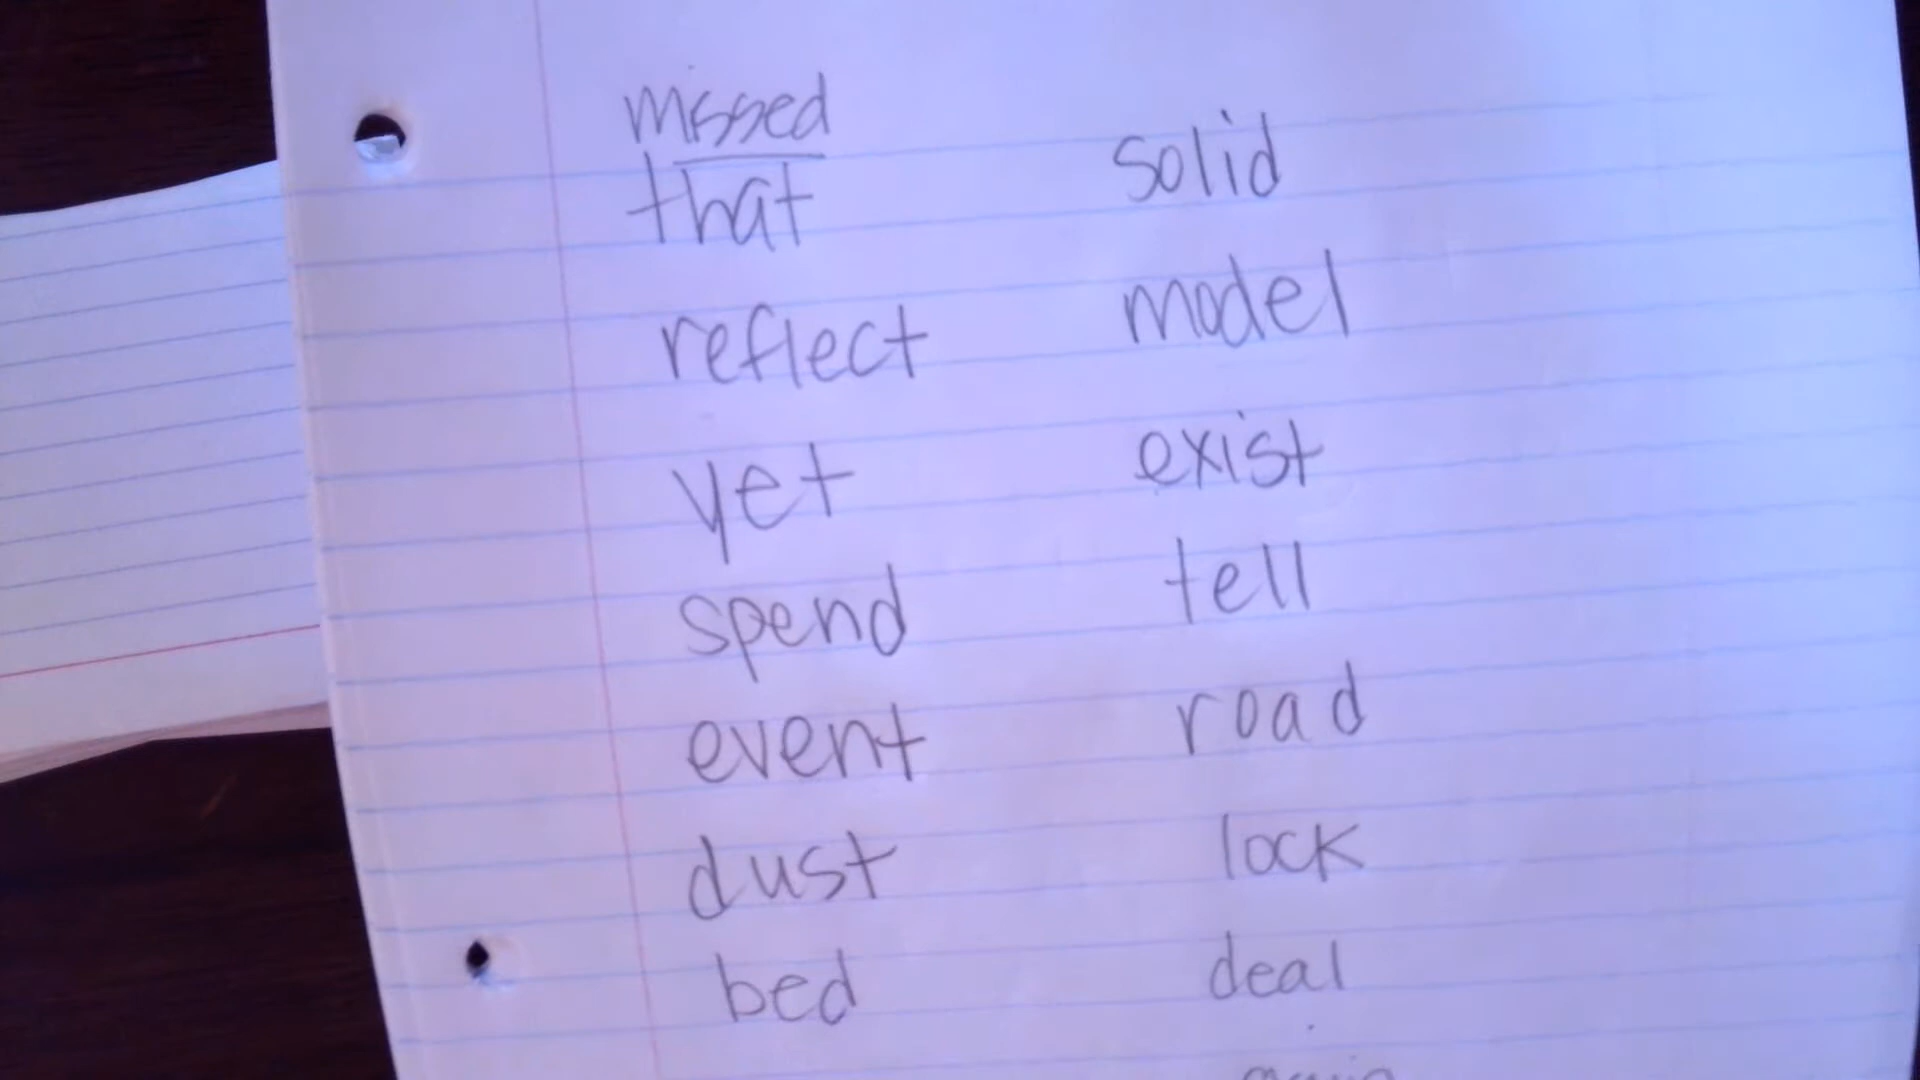 missed
that
reflect
yet
spend
event
dust
bed
solid
model
exist
tell
road
lock
deal